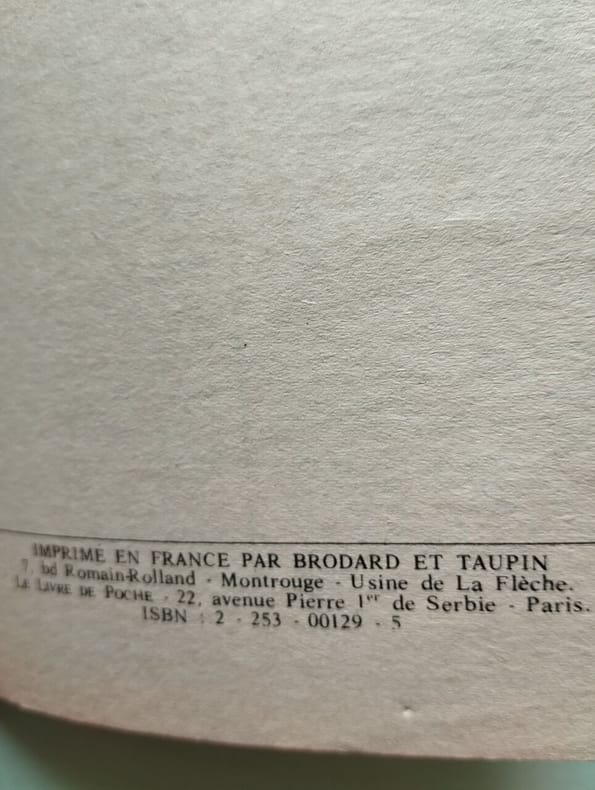 IMPRIMÉ EN FRANCE PAR BRODARD ET TAUPIN
7, bd Romain-Rolland - Montrouge - Usine de La Flèche.
LE LIVRE DE POCHE - 22, avenue Pierre 1er de Serbie - Paris.
ISBN : 2 - 253 - 00129 - 5